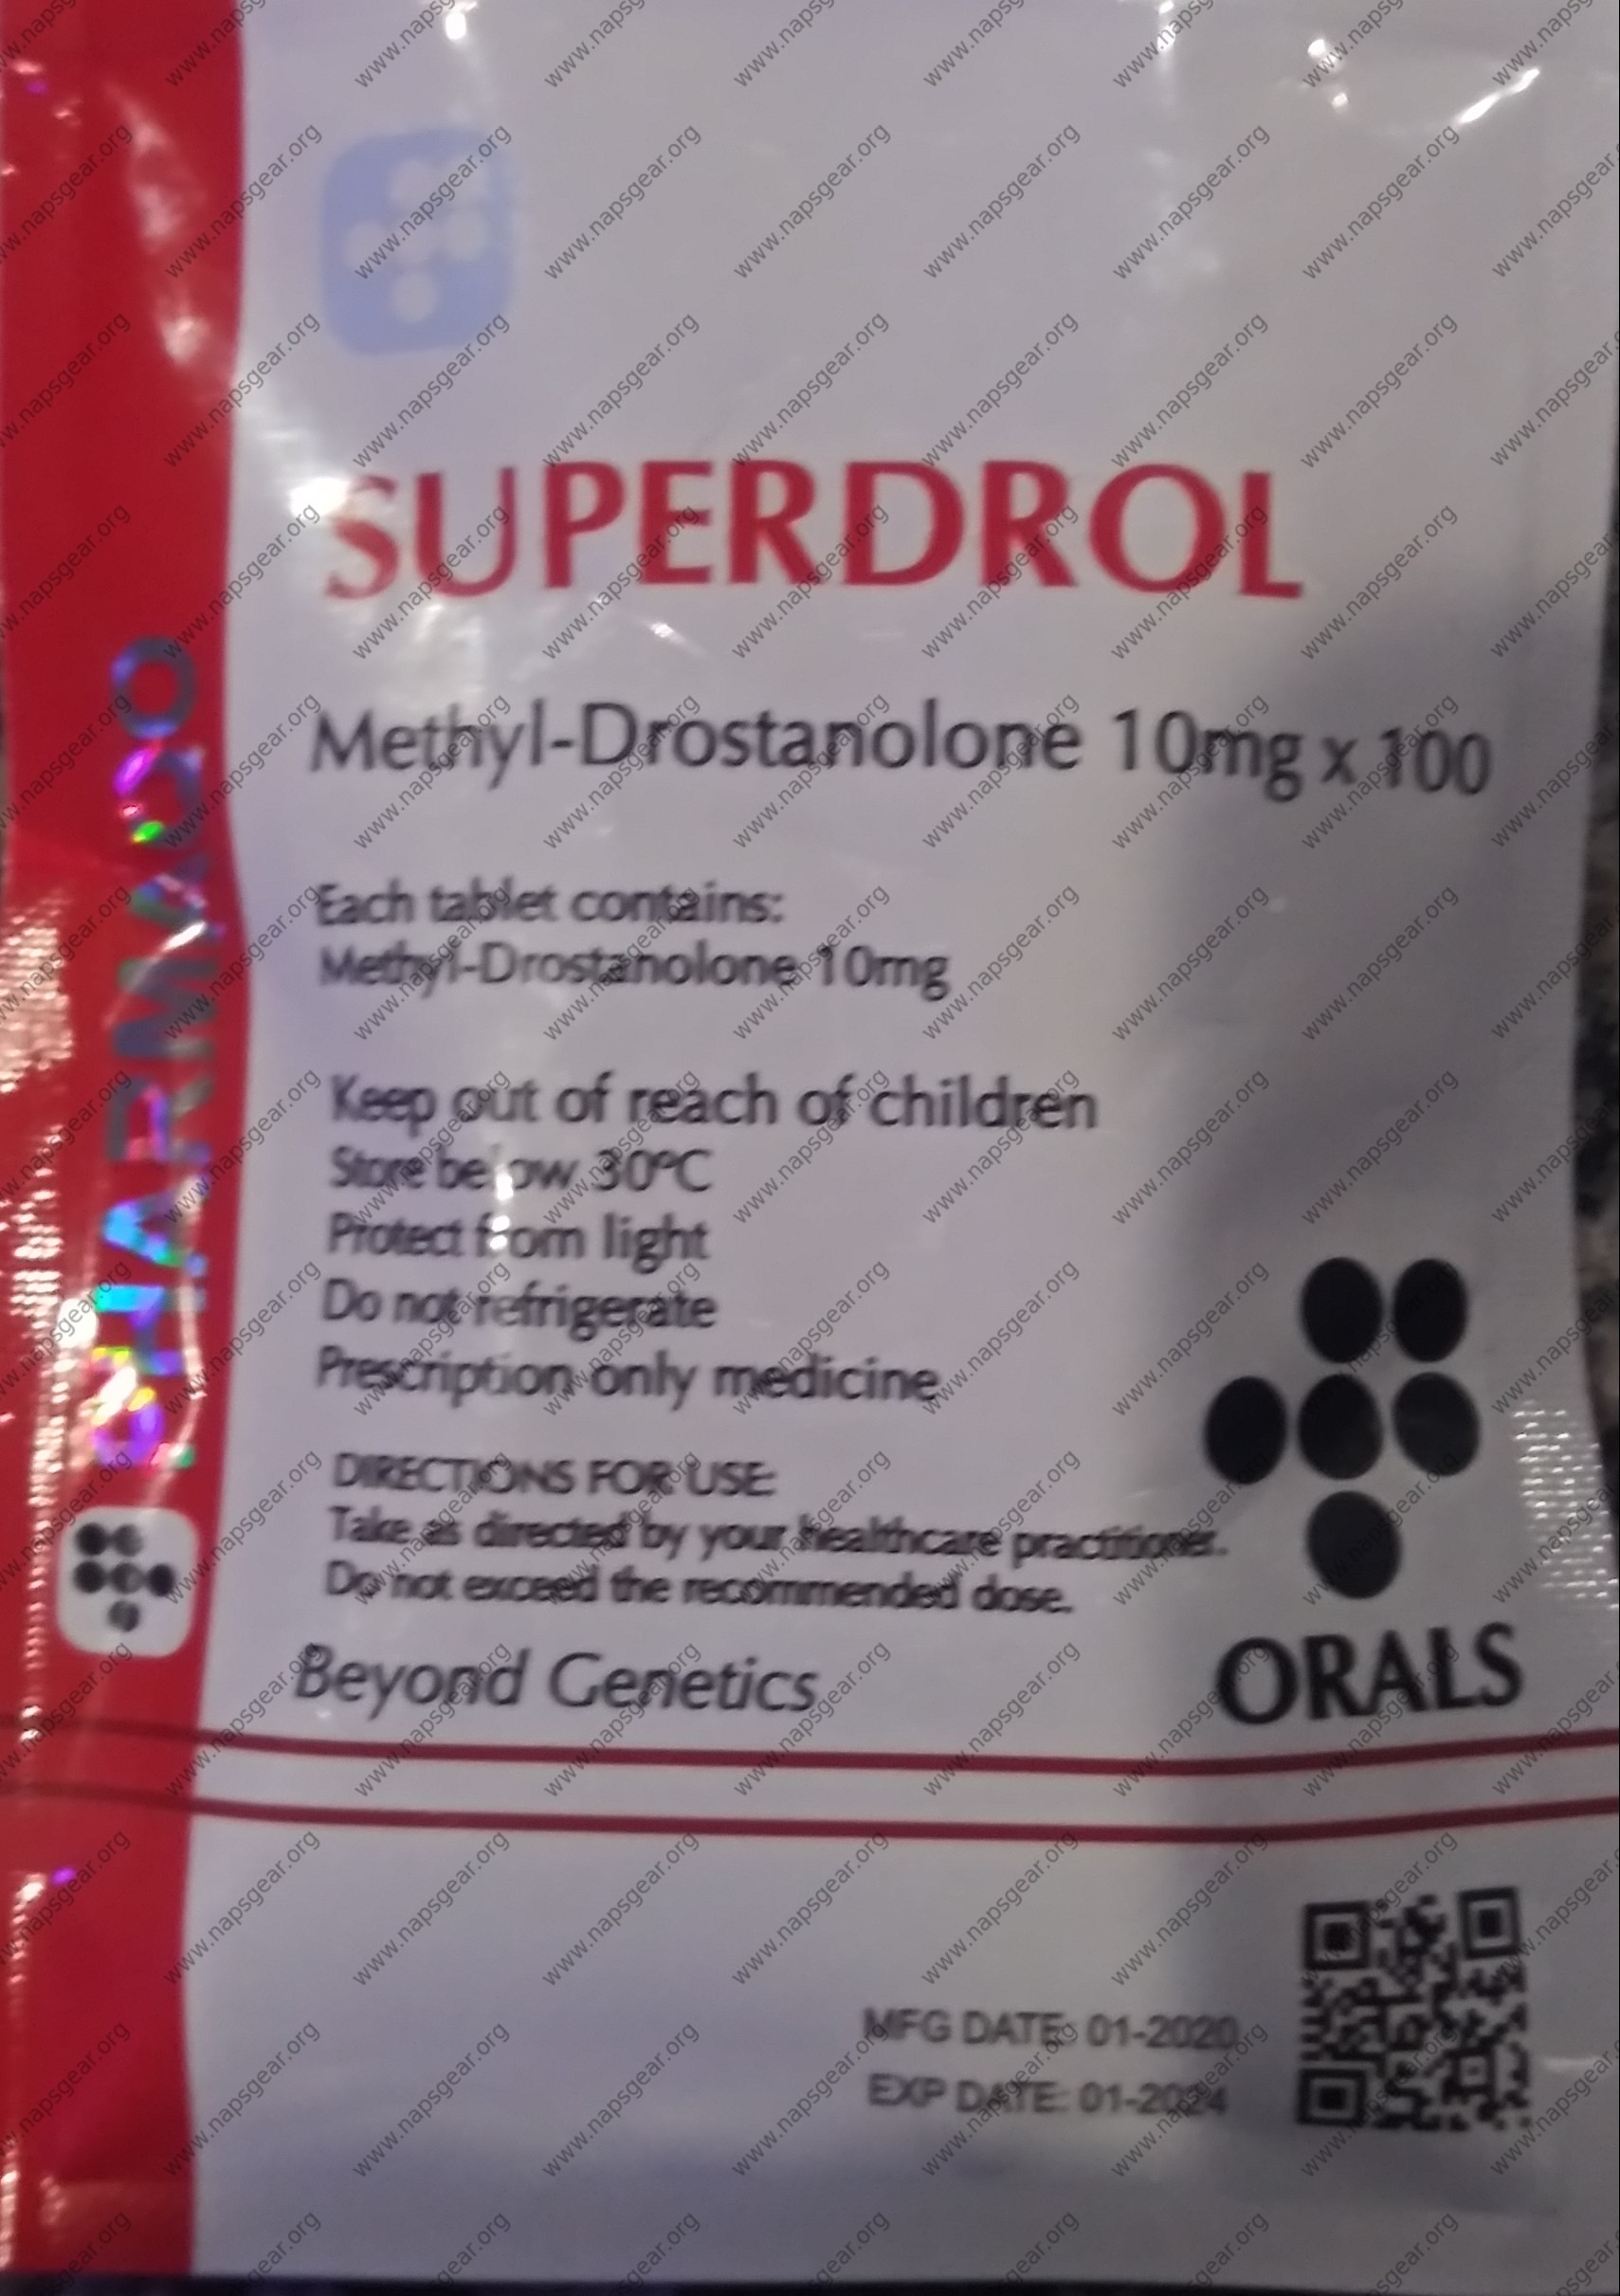 PHARMAQO
SUPERDROL
Methyl-Drostanolone 10mg x 100
Each tablet contains:
Methyl-Drostanolone 10mg
Keep out of reach of children
Store below 30ºC
Protect from light
Do not refrigerate
Prescription only medicine
DIRECTIONS FOR USE:
Take as directed by your healthcare practitioner.
Do not exceed the recommended dose.
Beyond Genetics
ORALS
MFG DATE: 01-2020
EXP DATE: 01-2024
www.napsgear.org